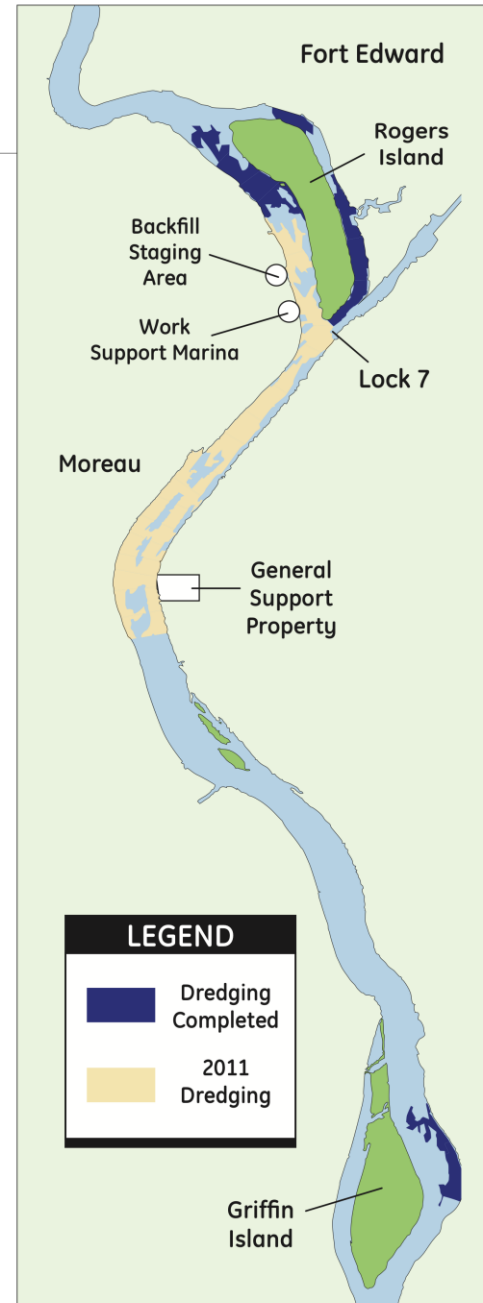 Fort Edward
Rogers
Island
Backfill
Staging
Area
Work
Support Marina
Lock 7
Moreau
General
Support
Property
LEGEND
Dredging
Completed
2011
Dredging
Griffin
Island